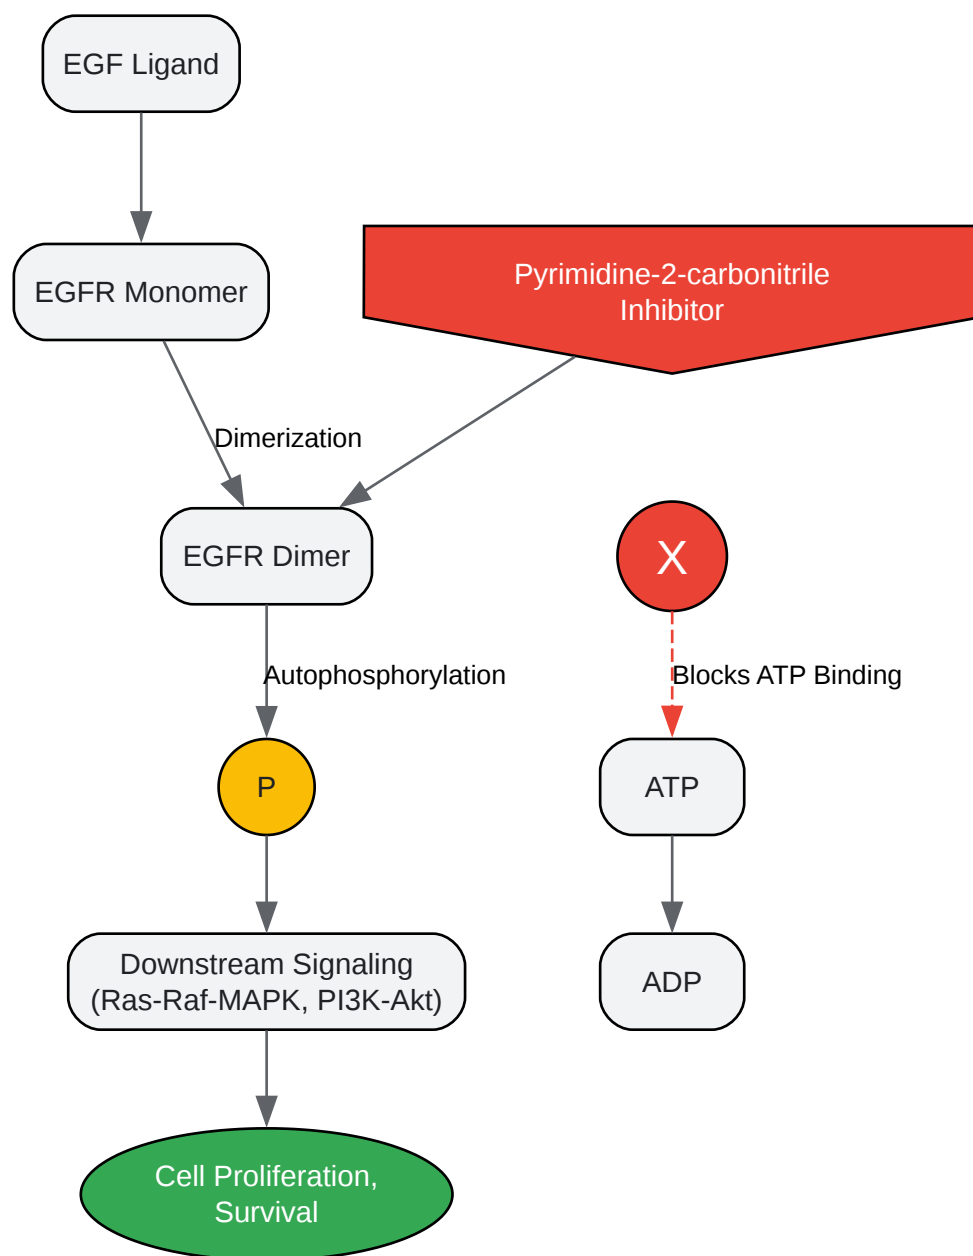 EGF Ligand
EGFR Monomer
Pyrimidine-2-carbonitrile
Inhibitor
Dimerization
EGFR Dimer
X
Autophosphorylation
Blocks ATP Binding
P
ATP
Downstream Signaling
(Ras-Raf-MAPK, PI3K-Akt)
ADP
Cell Proliferation,
Survival